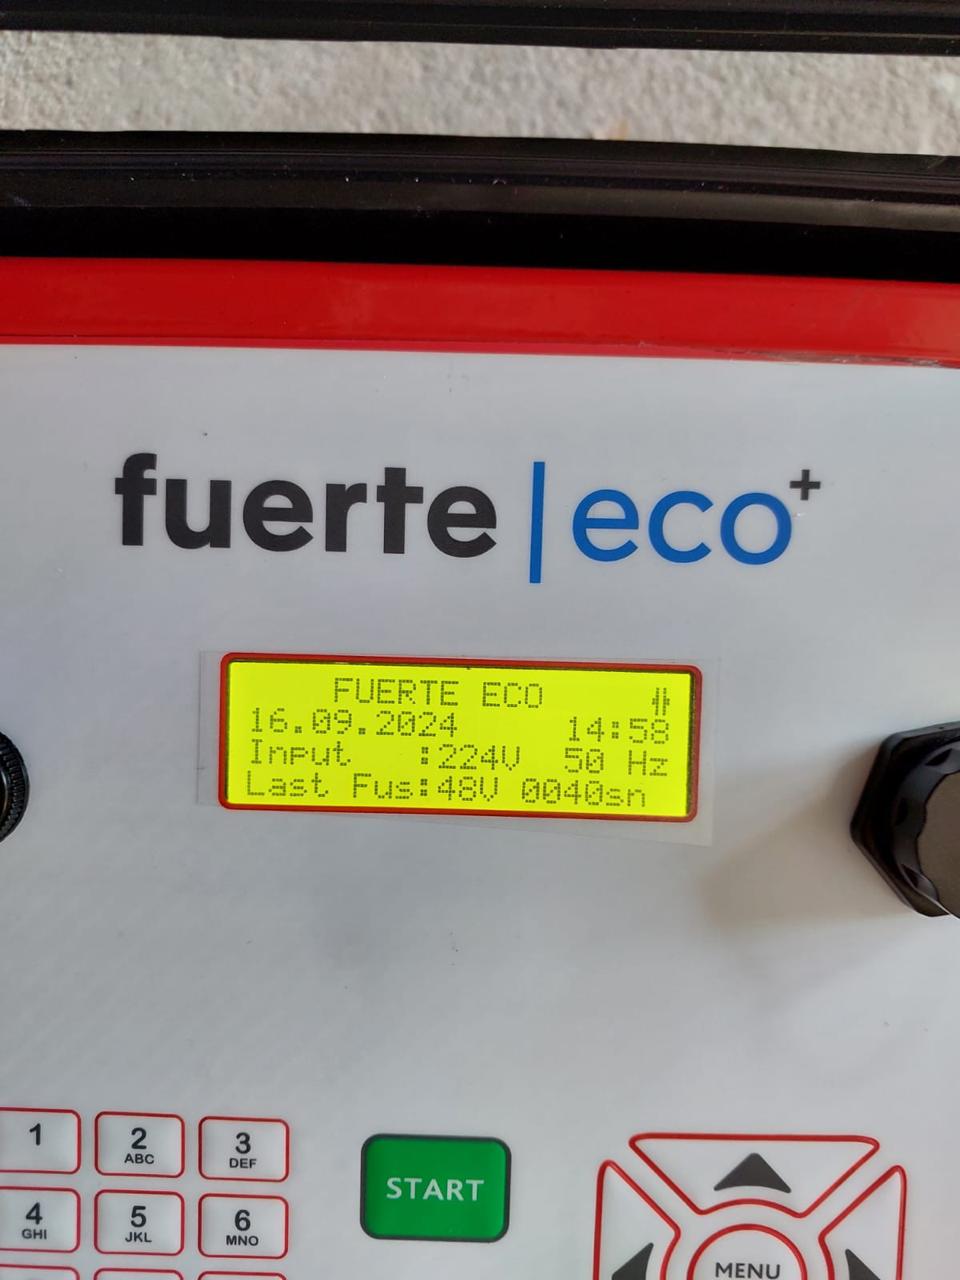 fuerte|eco+
FUERTE ECO
16.09.2024 14:58
Input :224V 50 Hz
Last Fus:48V 0040sn
1
2
ABC
3
DEF
4
GHI
5
JKL
6
MNO
START
MENU